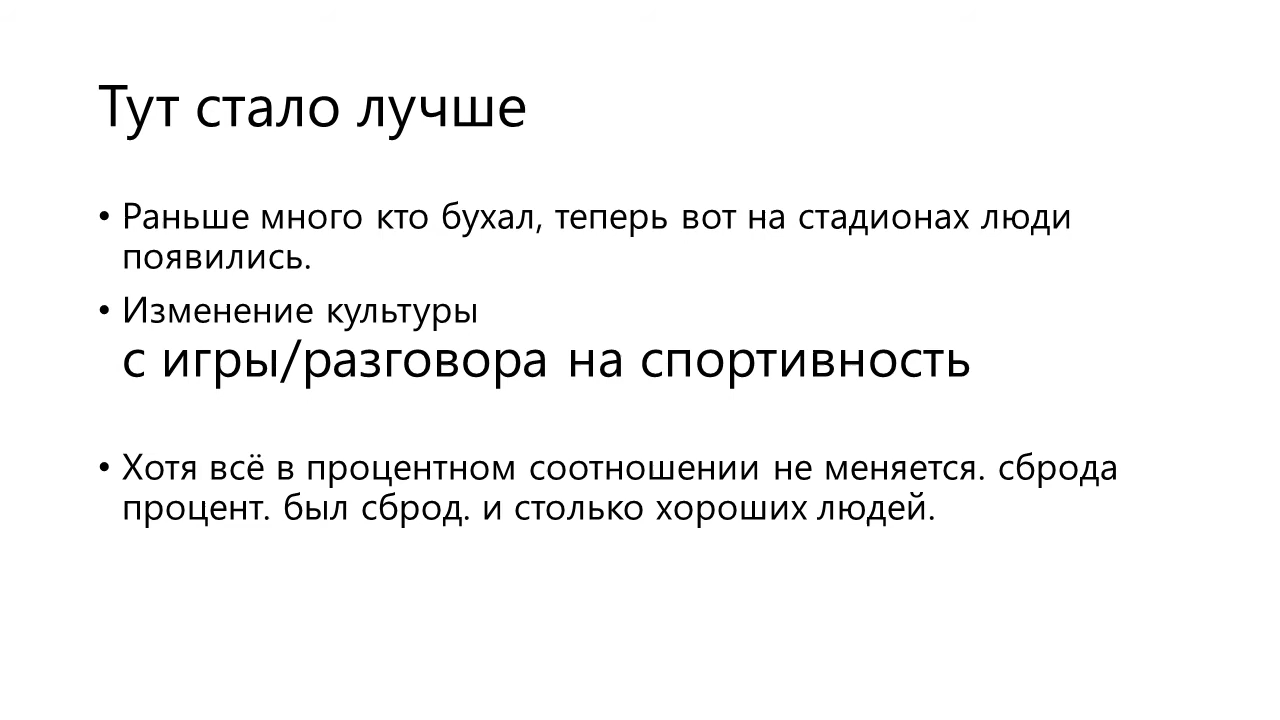 Тут стало лучше
• Раньше много кто бухал, теперь вот на стадионах люди
появились.
• Изменение культуры
с игры/разговора на спортивность
• Хотя всё в процентном соотношении не меняется. сброда
процент. был сброд. и столько хороших людей.